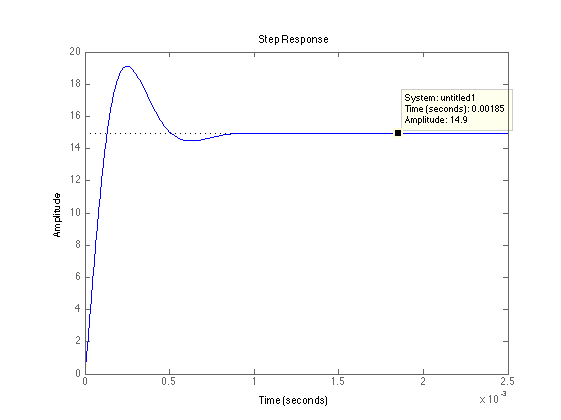 Step Response
20
18
16
14
12
10
8
6
4
2
0
Amplitude
System: untitled1
Time (seconds): 0.00185
Amplitude: 14.9
0 0.5 1 1.5 2 2.5
x 10^-3
Time (seconds)